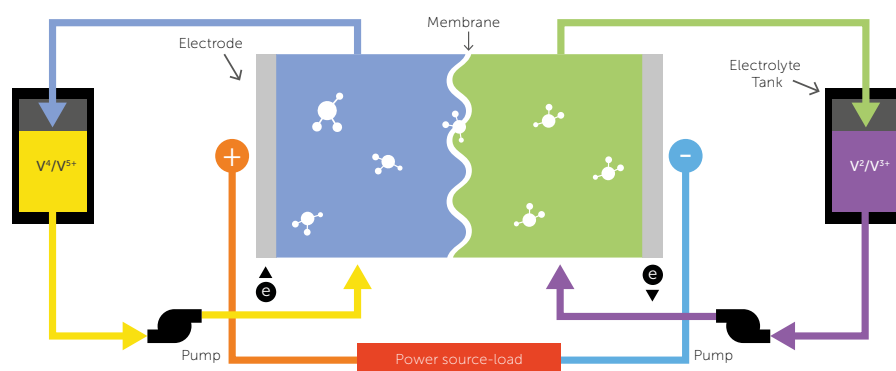 Membrane
Electrode
Electrolyte
Tank
+
-
V⁴/V⁵⁺
V²/V³⁺
e
e
Pump
Power source-load
Pump